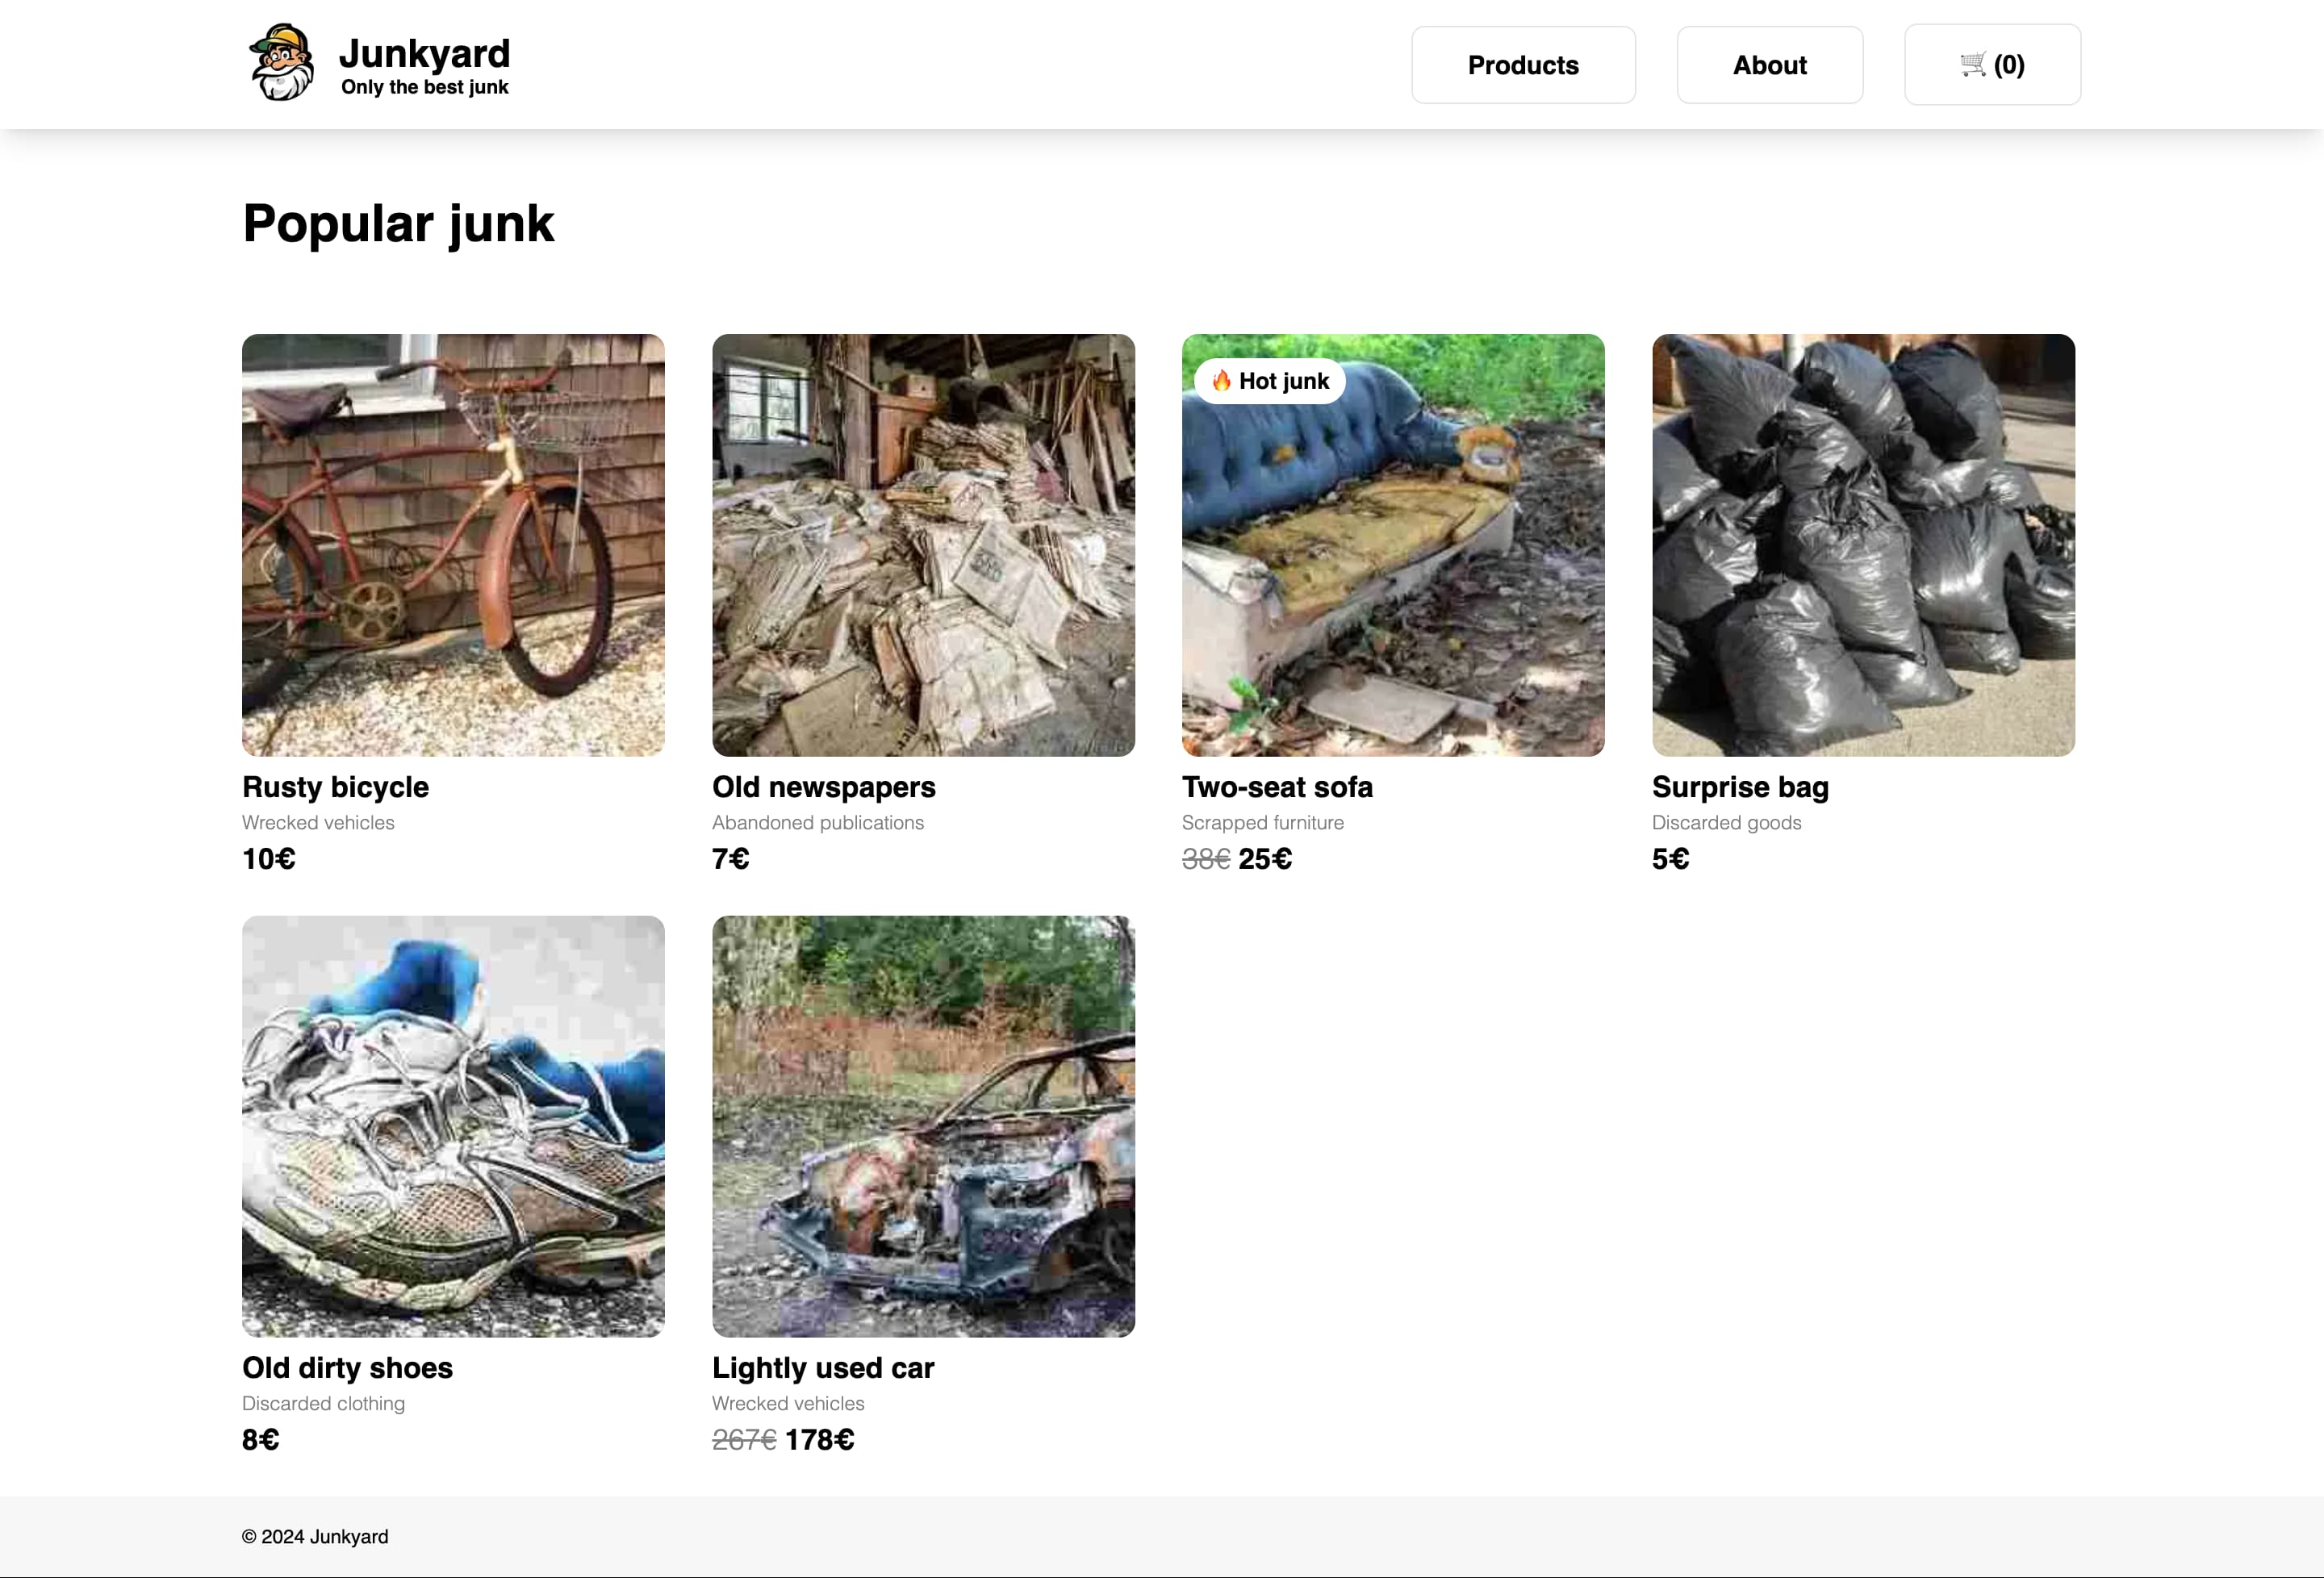 Junkyard
Only the best junk
Products
About
🛒 (0)
Popular junk
🔥 Hot junk
Rusty bicycle
Wrecked vehicles
10€
Old newspapers
Abandoned publications
7€
Two-seat sofa
Scrapped furniture
38€ 25€
Surprise bag
Discarded goods
5€
Old dirty shoes
Discarded clothing
8€
Lightly used car
Wrecked vehicles
267€ 178€
© 2024 Junkyard